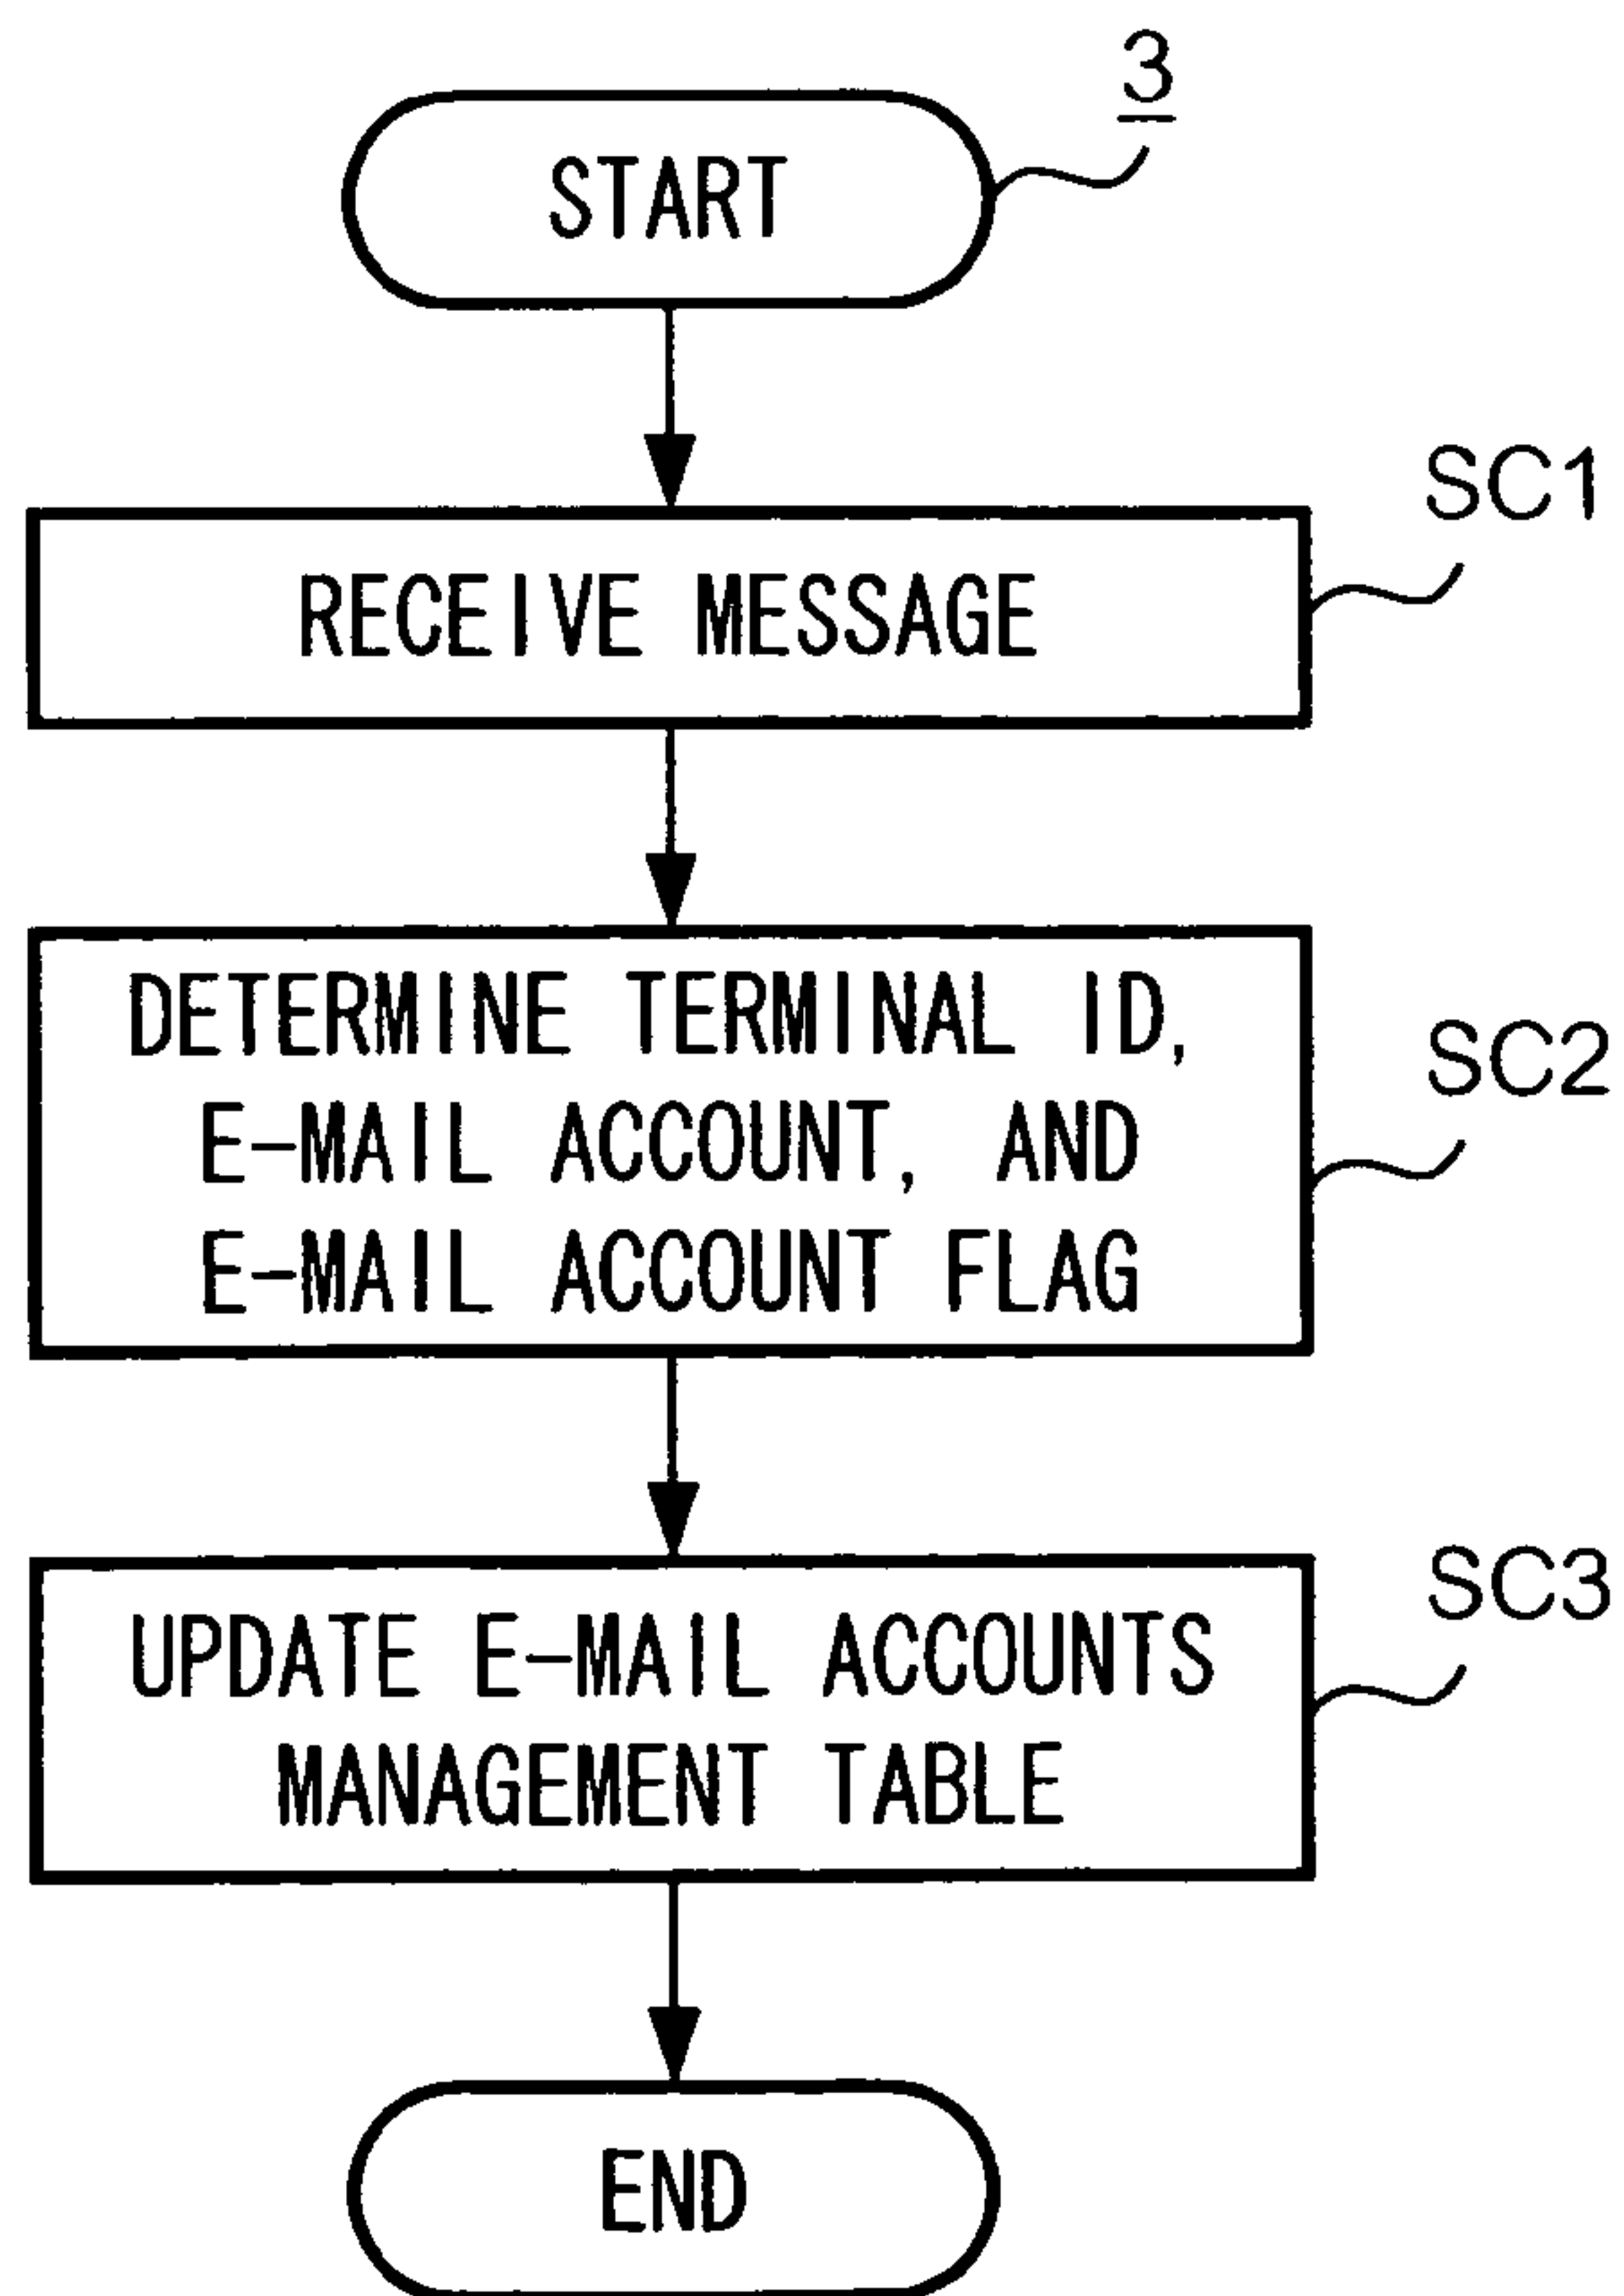 3
START
SC1
RECEIVE MESSAGE
DETERMINE TERMINAL ID,
SC2
E-MAIL ACCOUNT, AND
E-MAIL ACCOUNT FLAG
SC3
UPDATE E-MAIL ACCOUNTS
MANAGEMENT TABLE
END